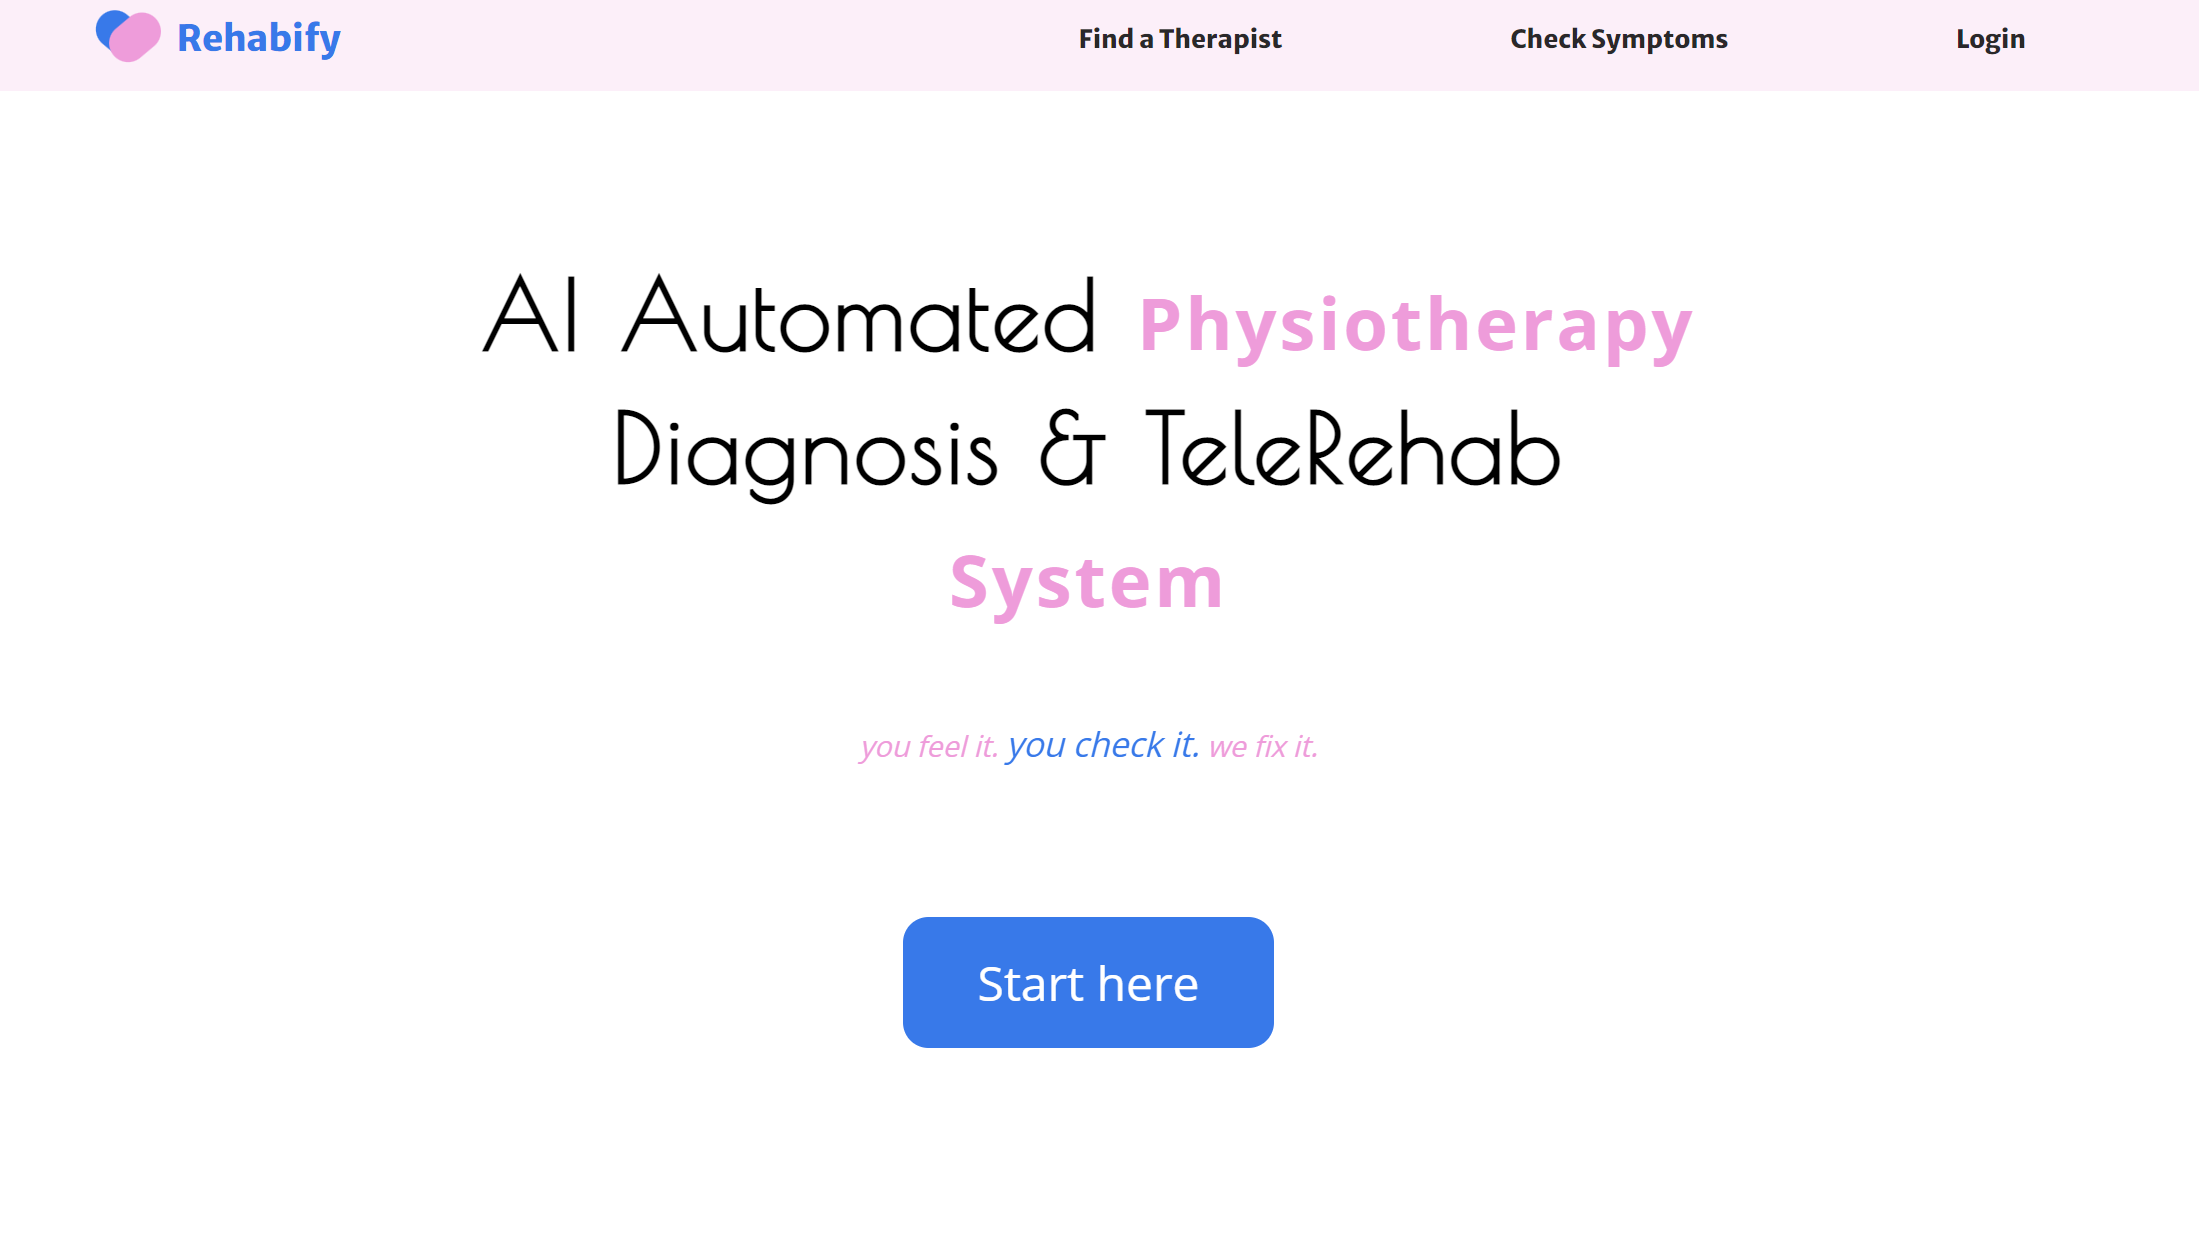 Rehabify Find a Therapist Check Symptoms Login
AI Automated Physiotherapy
Diagnosis & TeleRehab
System
you feel it. you check it. we fix it.
Start here